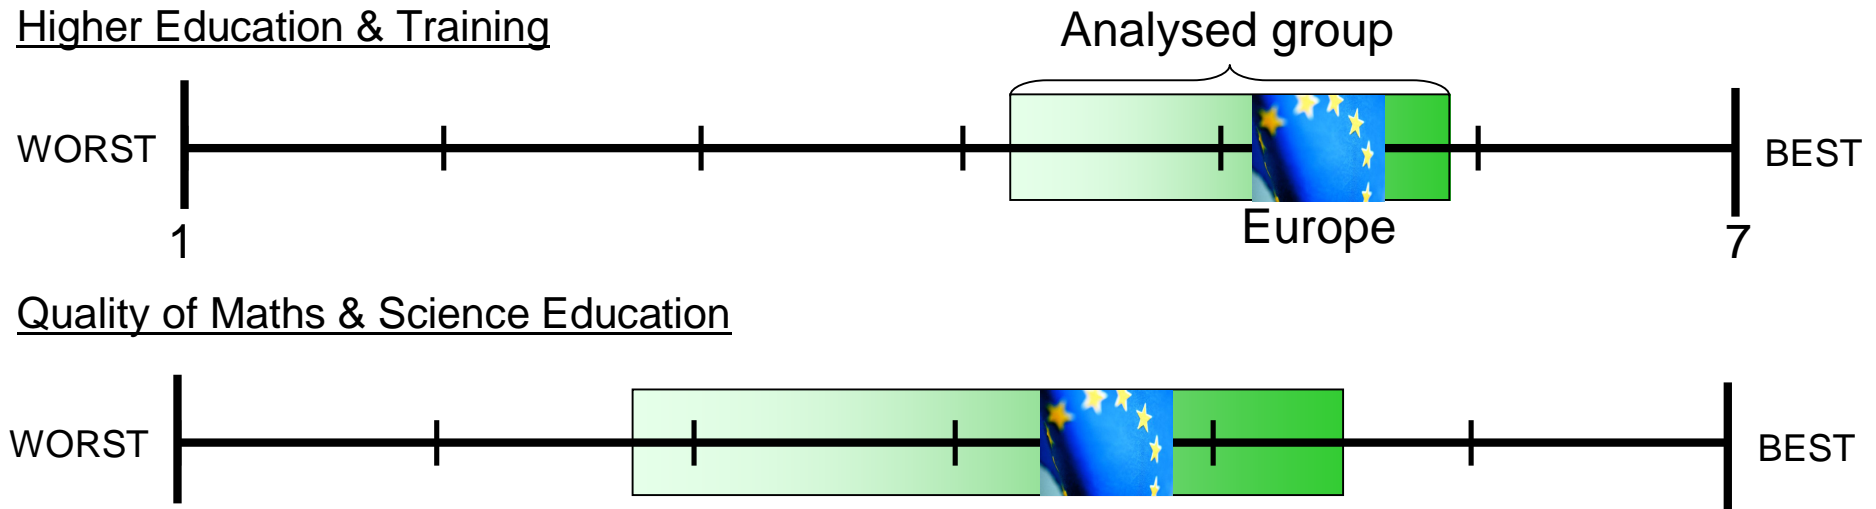 Higher Education & Training
Analysed group
WORST
BEST
Europe
1
7
Quality of Maths & Science Education
WORST
BEST